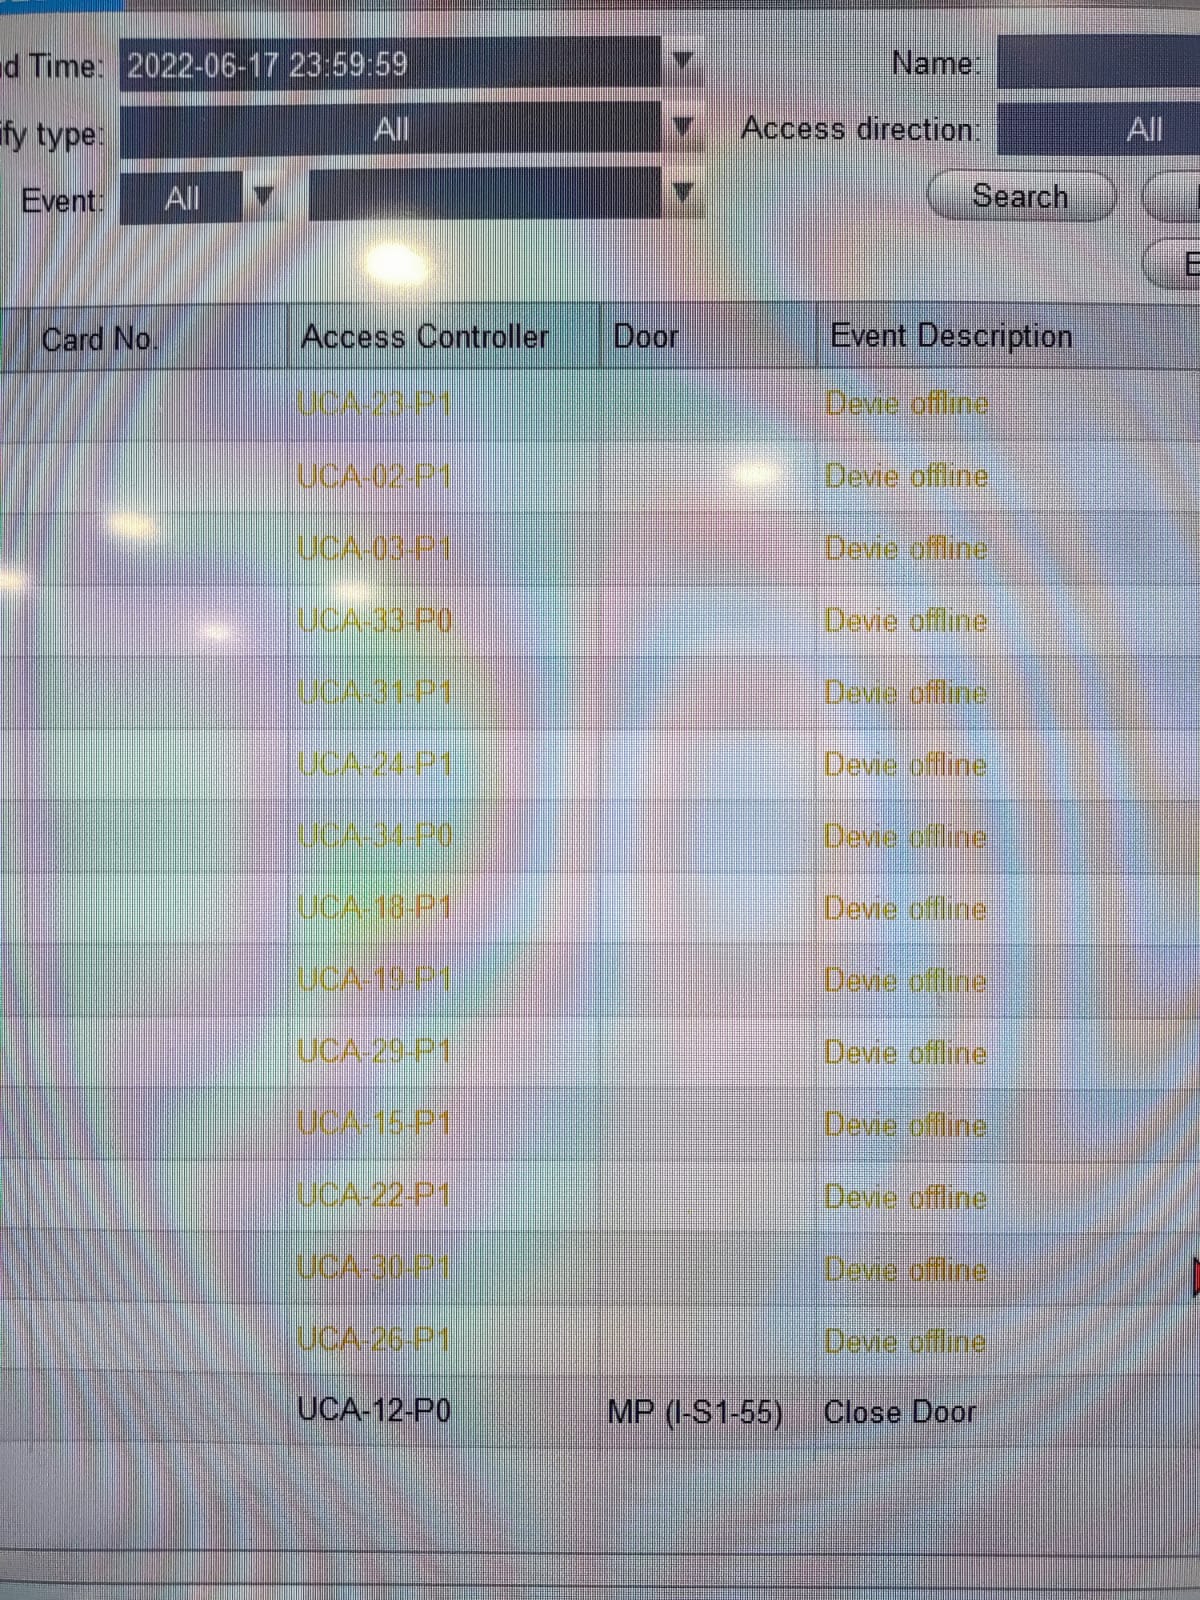 d Time: 2022-06-17 23:59:59 Name:
ify type: All Access direction: All
Event: All Search
Card No. Access Controller Door Event Description
UCA-23-P1 Devie offline
UCA-02-P1 Devie offline
UCA-03-P1 Devie offline
UCA-33-P0 Devie offline
UCA-31-P1 Devie offline
UCA-24-P1 Devie offline
UCA-34-P0 Devie offline
UCA-18-P1 Devie offline
UCA-19-P1 Devie offline
UCA-29-P1 Devie offline
UCA-15-P1 Devie offline
UCA-22-P1 Devie offline
UCA-30-P1 Devie offline
UCA-26-P1 Devie offline
UCA-12-P0 MP (I-S1-55) Close Door